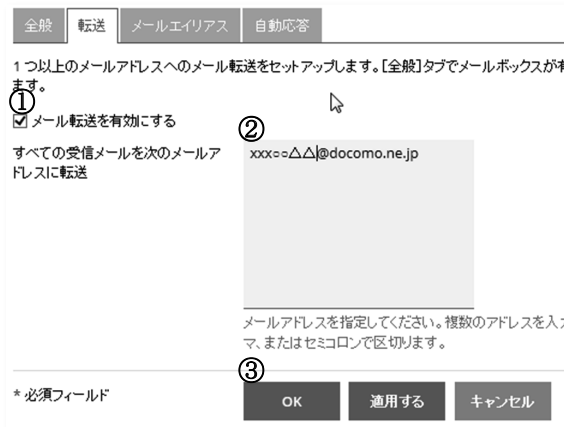 全般 転送 メールエイリアス 自動応答
1つ以上のメールアドレスへのメール転送をセットアップします。[全般]タブでメールボックスが有
ます。
①
メール転送を有効にする
②
すべての受信メールを次のメールア
ドレスに転送
xxx○○△△@docomo.ne.jp
メールアドレスを指定してください。複数のアドレスを入
マ、またはセミコロンで区切ります。
③
* 必須フィールド
OK 適用する キャンセル